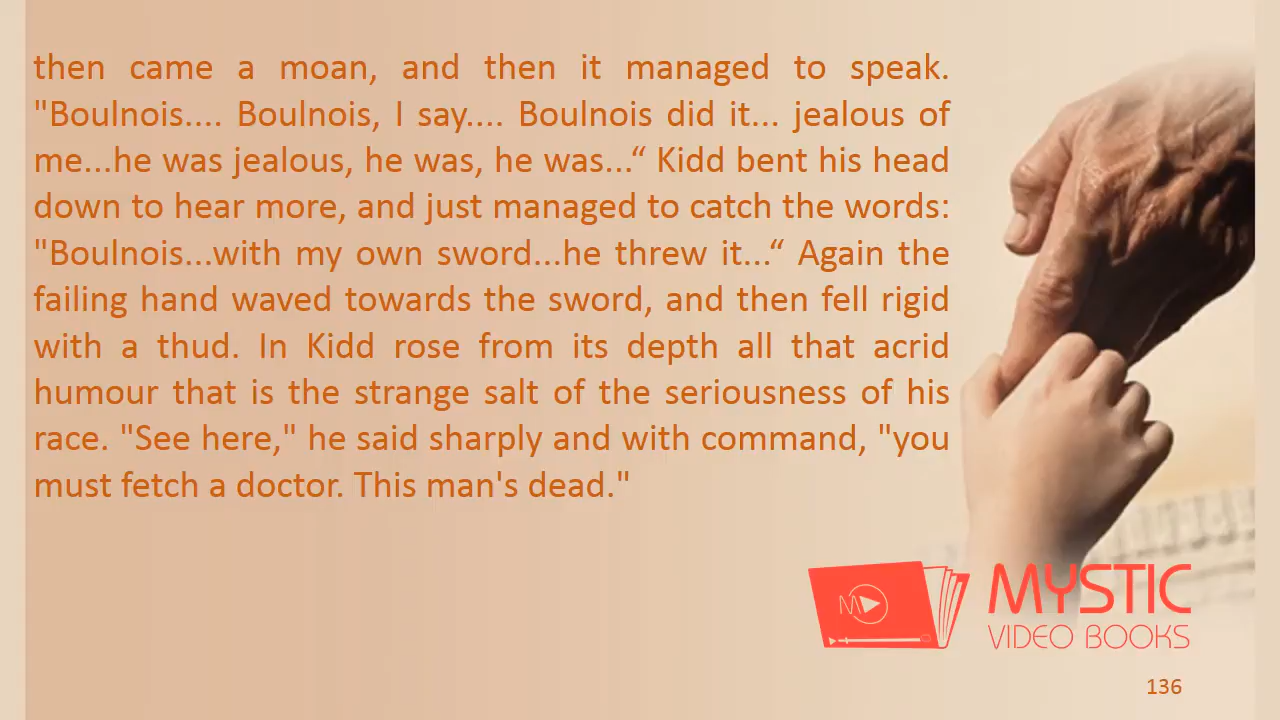 then came a moan, and then it managed to speak.
"Boulnois.... Boulnois, I say.... Boulnois did it... jealous of
me...he was jealous, he was, he was...“ Kidd bent his head
down to hear more, and just managed to catch the words:
"Boulnois...with my own sword...he threw it...“ Again the
failing hand waved towards the sword, and then fell rigid
with a thud. In Kidd rose from its depth all that acrid
humour that is the strange salt of the seriousness of his
race. "See here," he said sharply and with command, "you
must fetch a doctor. This man's dead."
M
MYSTIC
VIDEO BOOKS
136